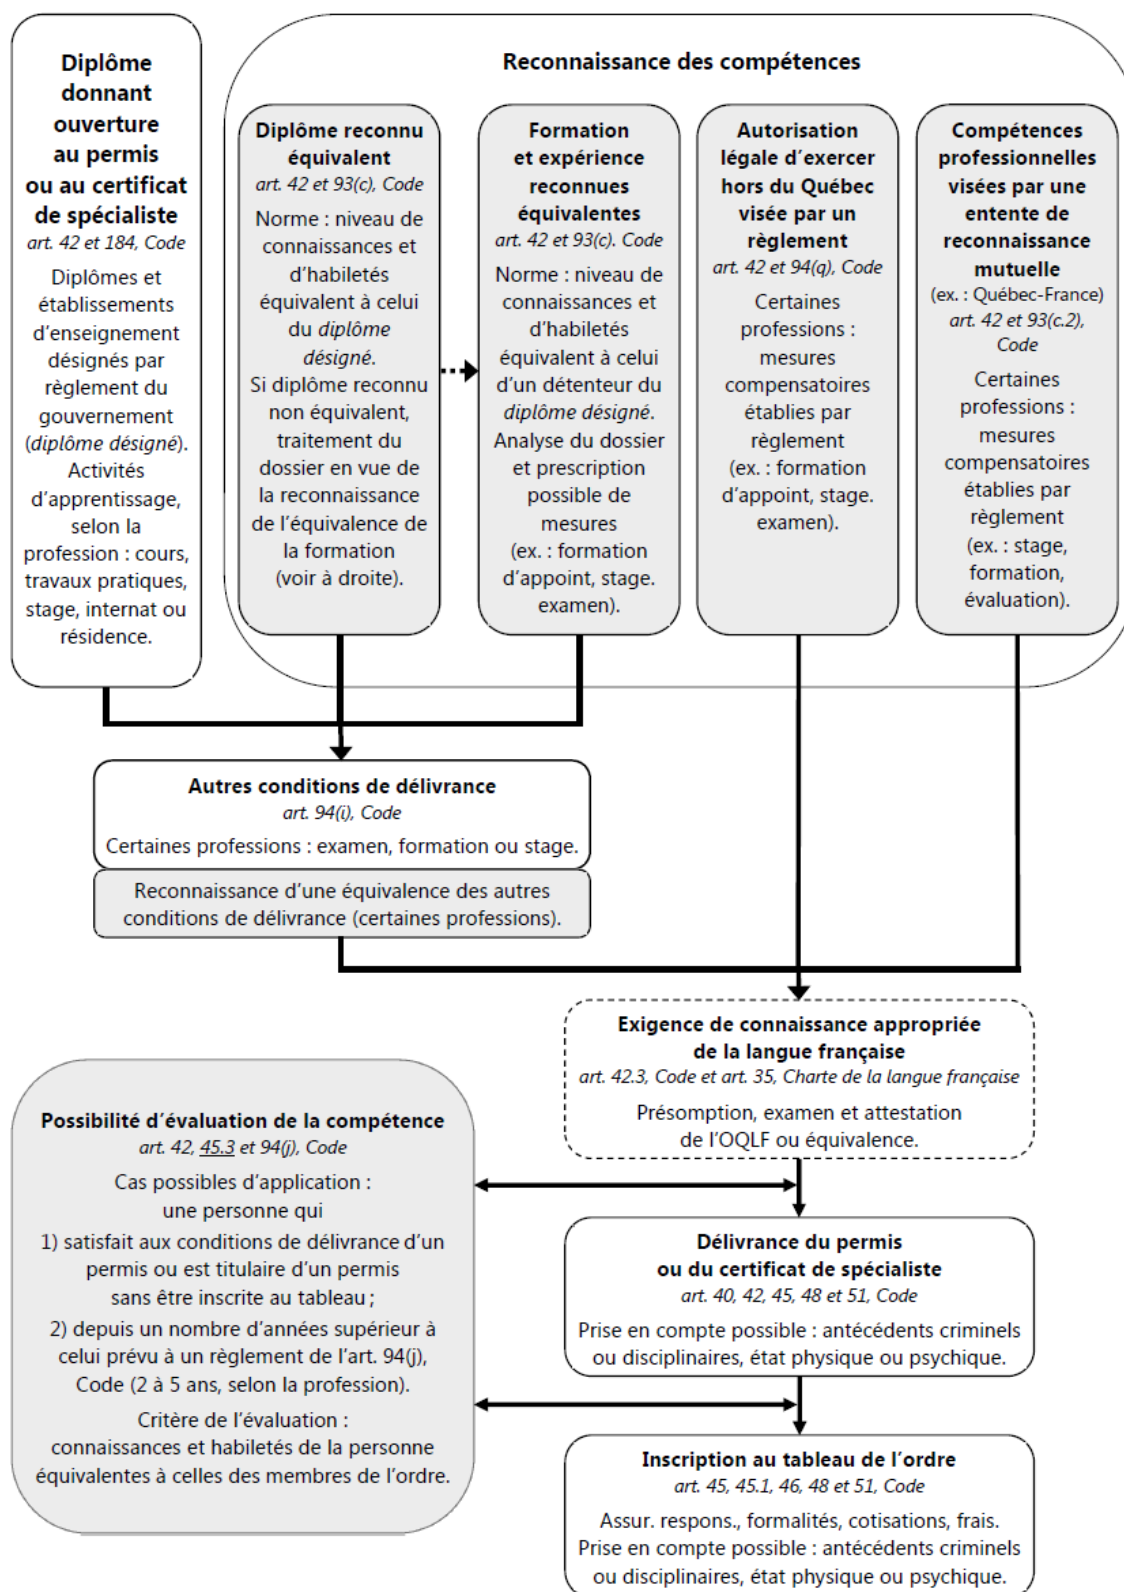 Diplôme
donnant
ouverture
au permis
ou au certificat
de spécialiste
art. 42 et 184, Code
Diplômes et
établissements
d'enseignement
désignés par
règlement du
gouvernement
(diplôme désigné).
Activités
d'apprentissage,
selon la
profession : cours,
travaux pratiques,
stage, internat ou
résidence.
Reconnaissance des compétences
Diplôme reconnu
équivalent
art. 42 et 93(c), Code
Norme : niveau de
connaissances et
d'habiletés
équivalent à celui
du diplôme
désigné.
Si diplôme reconnu
non équivalent,
traitement du
dossier en vue de
la reconnaissance
de l'équivalence de
la formation
(voir à droite).
Formation
et expérience
reconnues
équivalentes
art. 42 et 93(c). Code
Norme : niveau de
connaissances et
d'habiletés
équivalent à celui
d'un détenteur du
diplôme désigné.
Analyse du dossier
et prescription
possible de
mesures
(ex. : formation
d'appoint, stage.
examen).
Autorisation
légale d'exercer
hors du Québec
visée par un
règlement
art. 42 et 94(q), Code
Certaines
professions :
mesures
compensatoires
établies par
règlement
(ex. : formation
d'appoint, stage.
examen).
Compétences
professionnelles
visées par une
entente de
reconnaissance
mutuelle
(ex. : Québec-France)
art. 42 et 93(c.2),
Code
Certaines
professions :
mesures
compensatoires
établies par
règlement
(ex. : stage,
formation,
évaluation).
Autres conditions de délivrance
art. 94(i), Code
Certaines professions : examen, formation ou stage.
Reconnaissance d'une équivalence des autres
conditions de délivrance (certaines professions).
Exigence de connaissance appropriée
de la langue française
art. 42.3, Code et art. 35, Charte de la langue française
Présomption, examen et attestation
de l'OQLF ou équivalence.
Possibilité d'évaluation de la compétence
art. 42, 45.3 et 94(j), Code
Cas possibles d'application :
une personne qui
1) satisfait aux conditions de délivrance d'un
permis ou est titulaire d'un permis
sans être inscrite au tableau ;
2) depuis un nombre d'années supérieur à
celui prévu à un règlement de l'art. 94(j),
Code (2 à 5 ans, selon la profession).
Critère de l'évaluation :
connaissances et habiletés de la personne
équivalentes à celles des membres de l'ordre.
Délivrance du permis
ou du certificat de spécialiste
art. 40, 42, 45, 48 et 51, Code
Prise en compte possible : antécédents criminels
ou disciplinaires, état physique ou psychique.
Inscription au tableau de l'ordre
art. 45, 45.1, 46, 48 et 51, Code
Assur. respons., formalités, cotisations, frais.
Prise en compte possible : antécédents criminels
ou disciplinaires, état physique ou psychique.